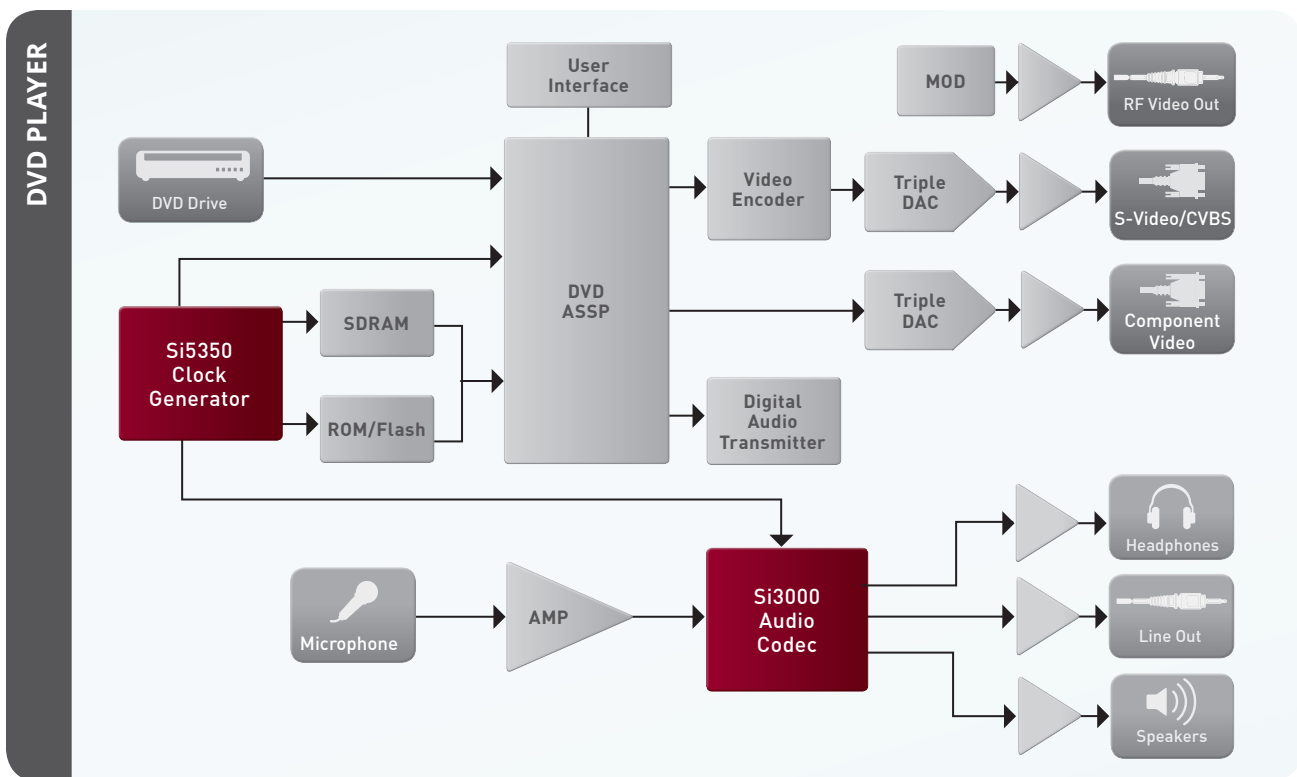 DVD PLAYER
User
Interface
MOD
RF Video Out
DVD Drive
Video
Encoder
Triple
DAC
S-Video/CVBS
DVD
ASSP
Triple
DAC
Component
Video
Si5350
Clock
Generator
SDRAM
ROM/Flash
Digital
Audio
Transmitter
Headphones
Microphone
AMP
Si3000
Audio
Codec
Line Out
Speakers